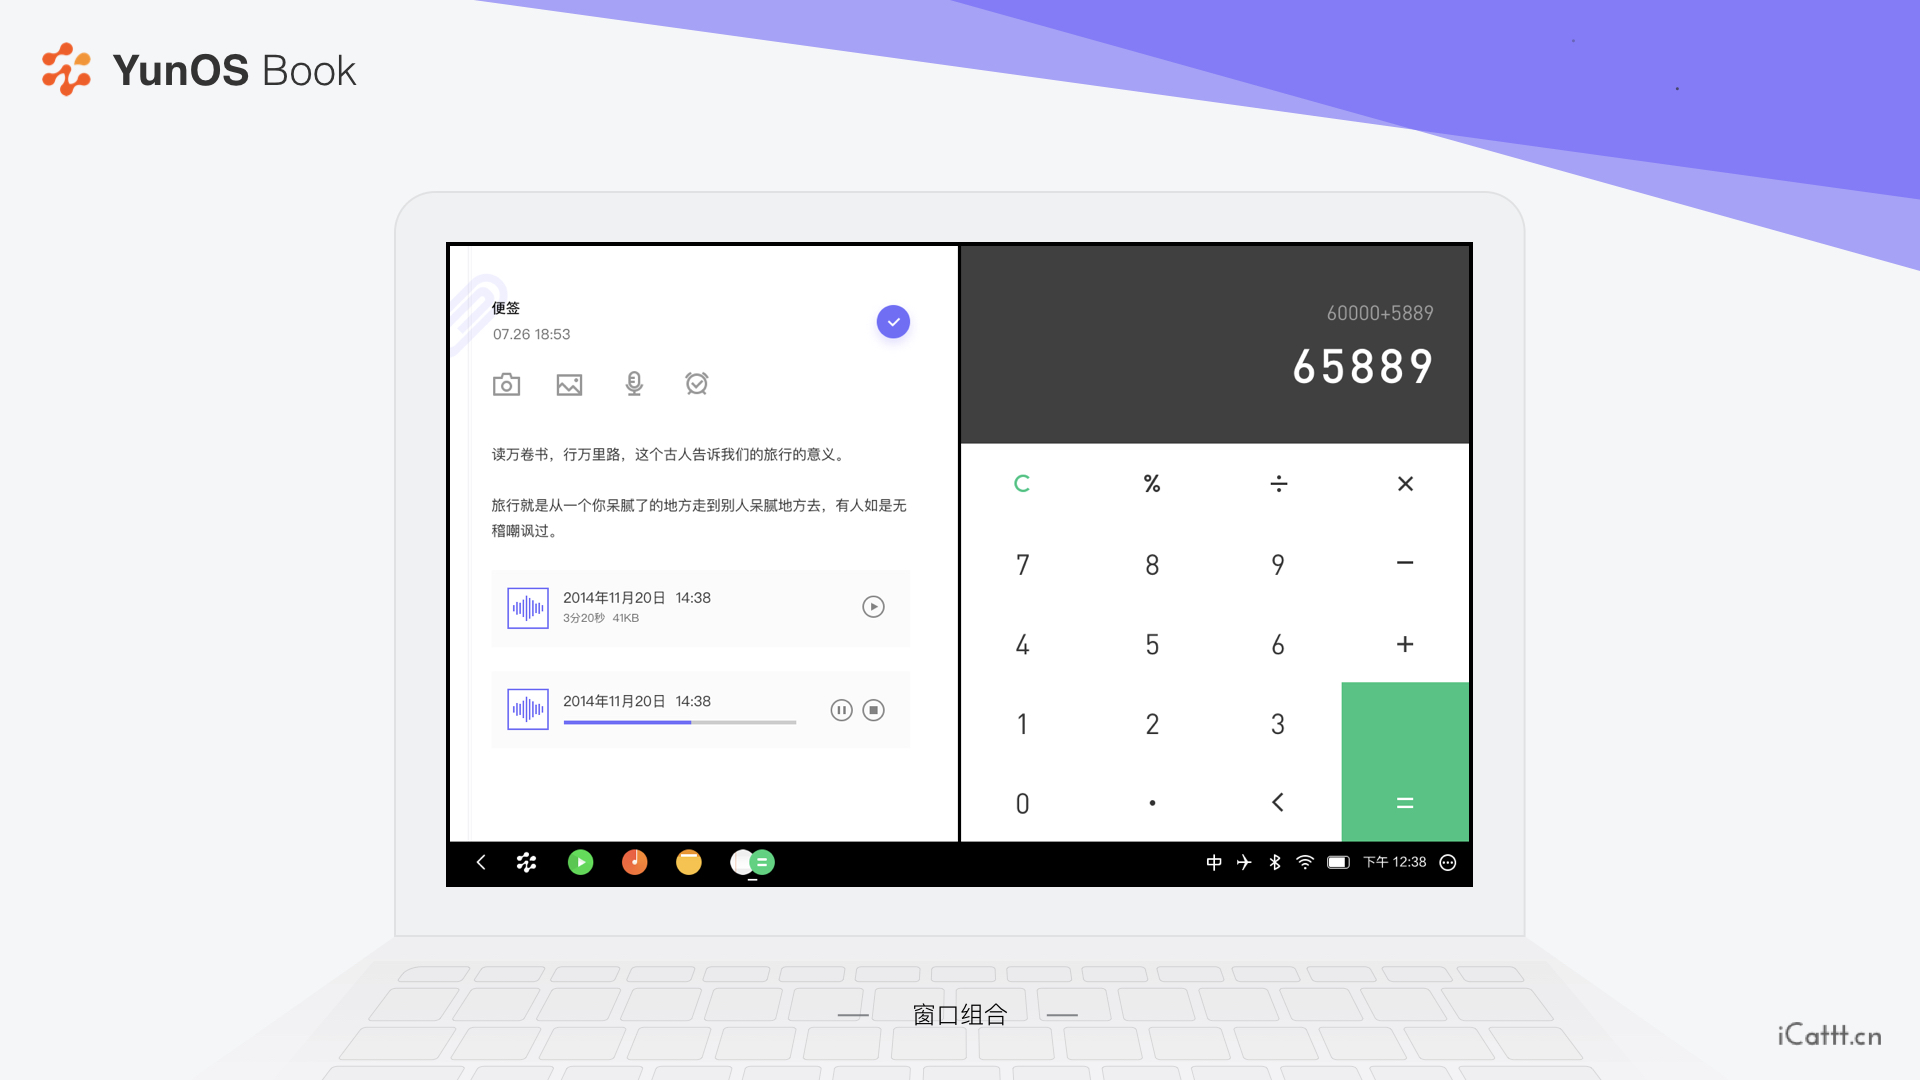 YunOS Book
便签
07.26 18:53
读万卷书，行万里路，这个古人告诉我们的旅行的意义。
旅行就是从一个你呆腻了的地方走到别人呆腻地方去，有人如是无
稽嘲讽过。
2014年11月20日 14:38
3分20秒 41KB
2014年11月20日 14:38
60000+5889
65889
C % ÷ ×
7 8 9 −
4 5 6 +
1 2 3
0 . < =
中 下午 12:38
窗口组合
iCattt.cn